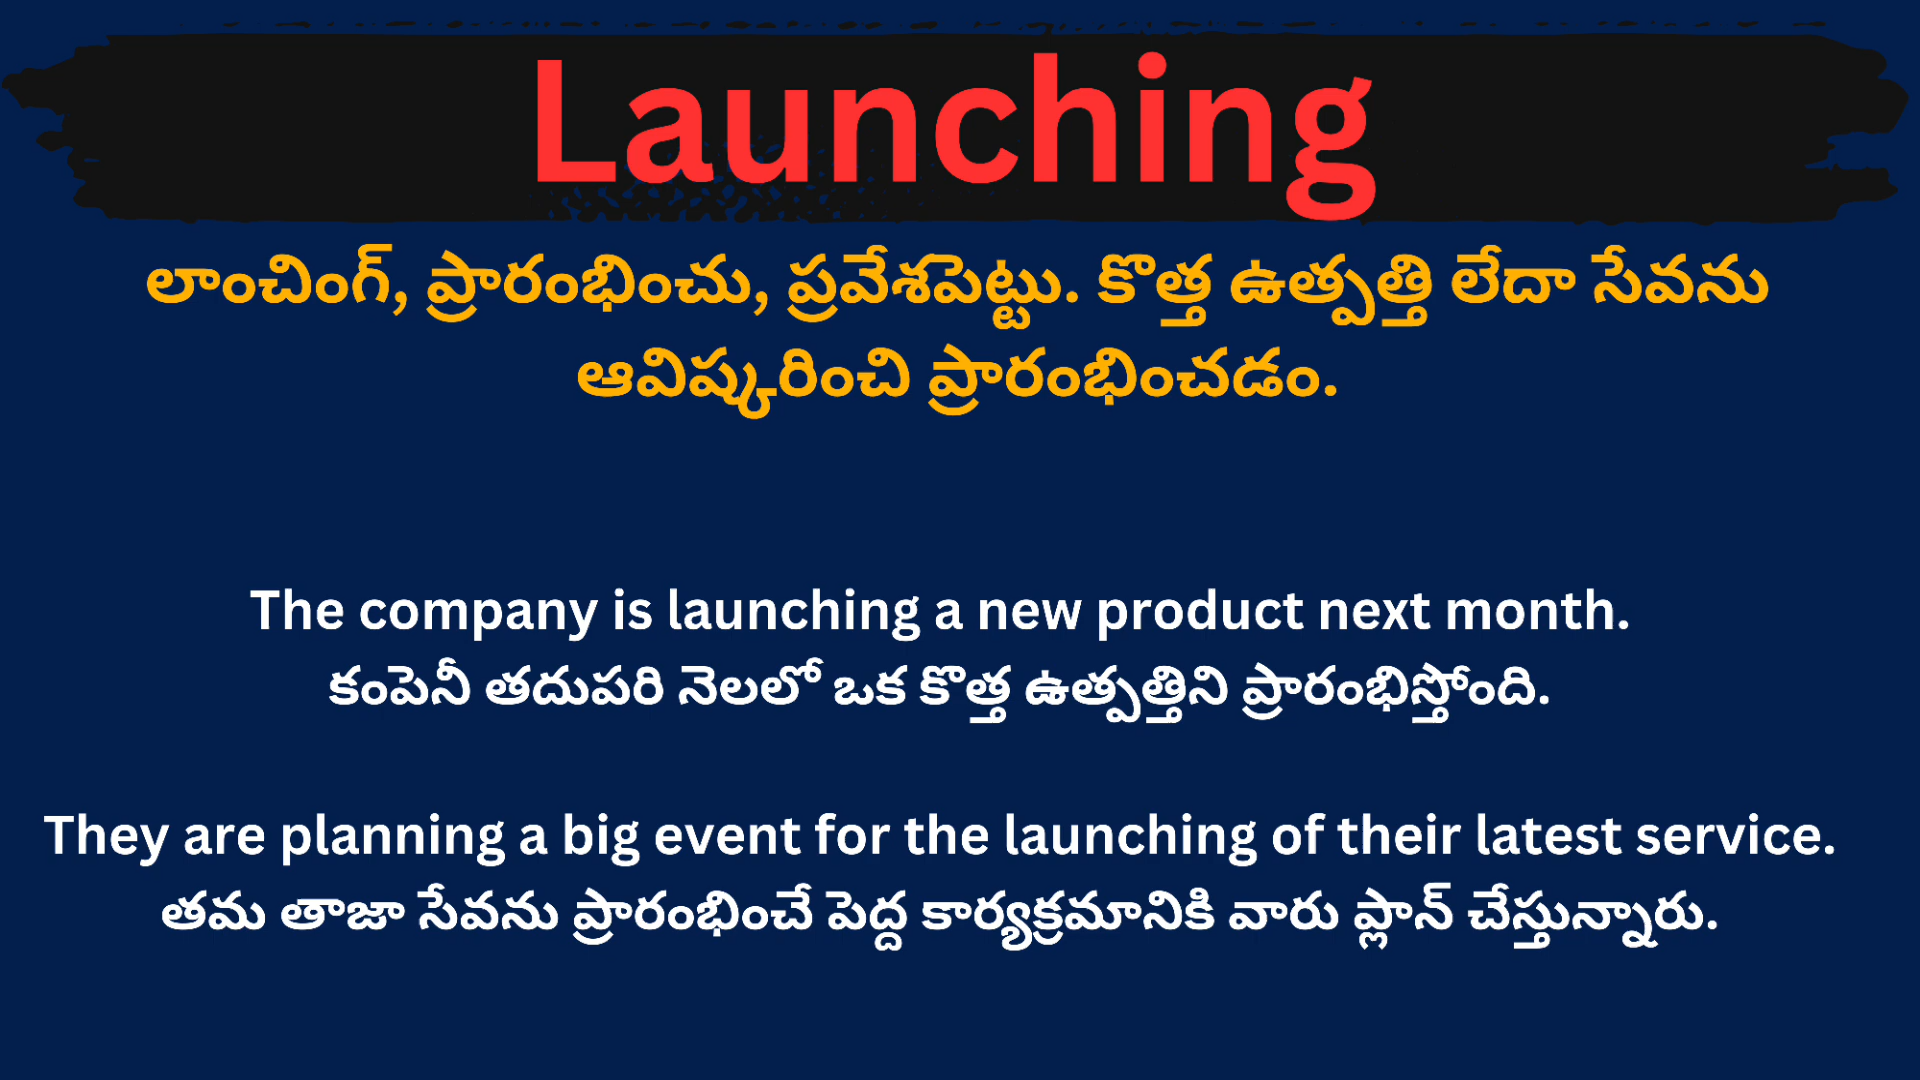 Launching
లాంచింగ్, ప్రారంభించు, ప్రవేశపెట్టు. కొత్త ఉత్పత్తి లేదా సేవను
ఆవిష్కరించి ప్రారంభించడం.
The company is launching a new product next month.
కంపెనీ తదుపరి నెలలో ఒక కొత్త ఉత్పత్తిని ప్రారంభిస్తోంది.
They are planning a big event for the launching of their latest service.
తమ తాజా సేవను ప్రారంభించే పెద్ద కార్యక్రమానికి వారు ప్లాన్ చేస్తున్నారు.